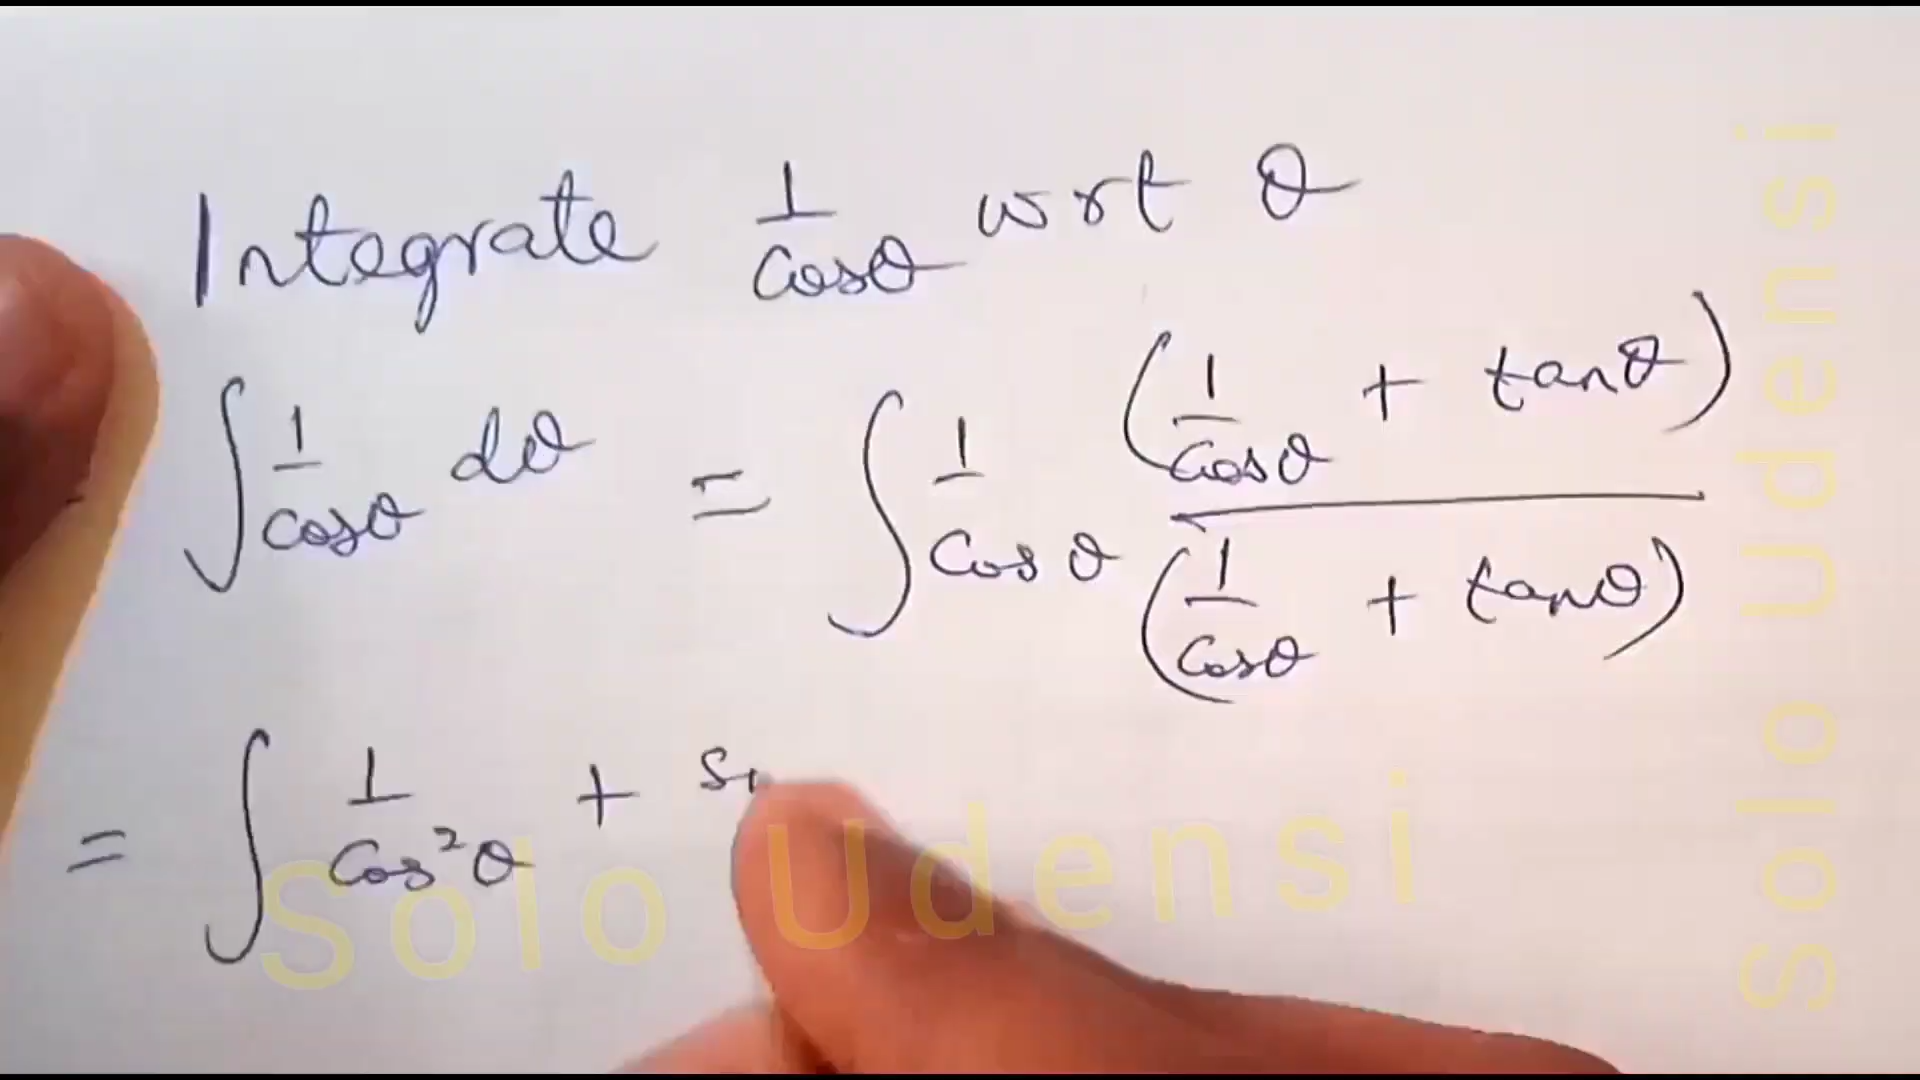 Integrate 1/cosθ wrt θ
∫ 1/cosθ dθ = ∫ 1/Cosθ (1/cosθ + tanθ)/(1/cosθ + tanθ)
= ∫ 1/Cos²θ +
Solo Udensi
Solo Udensi